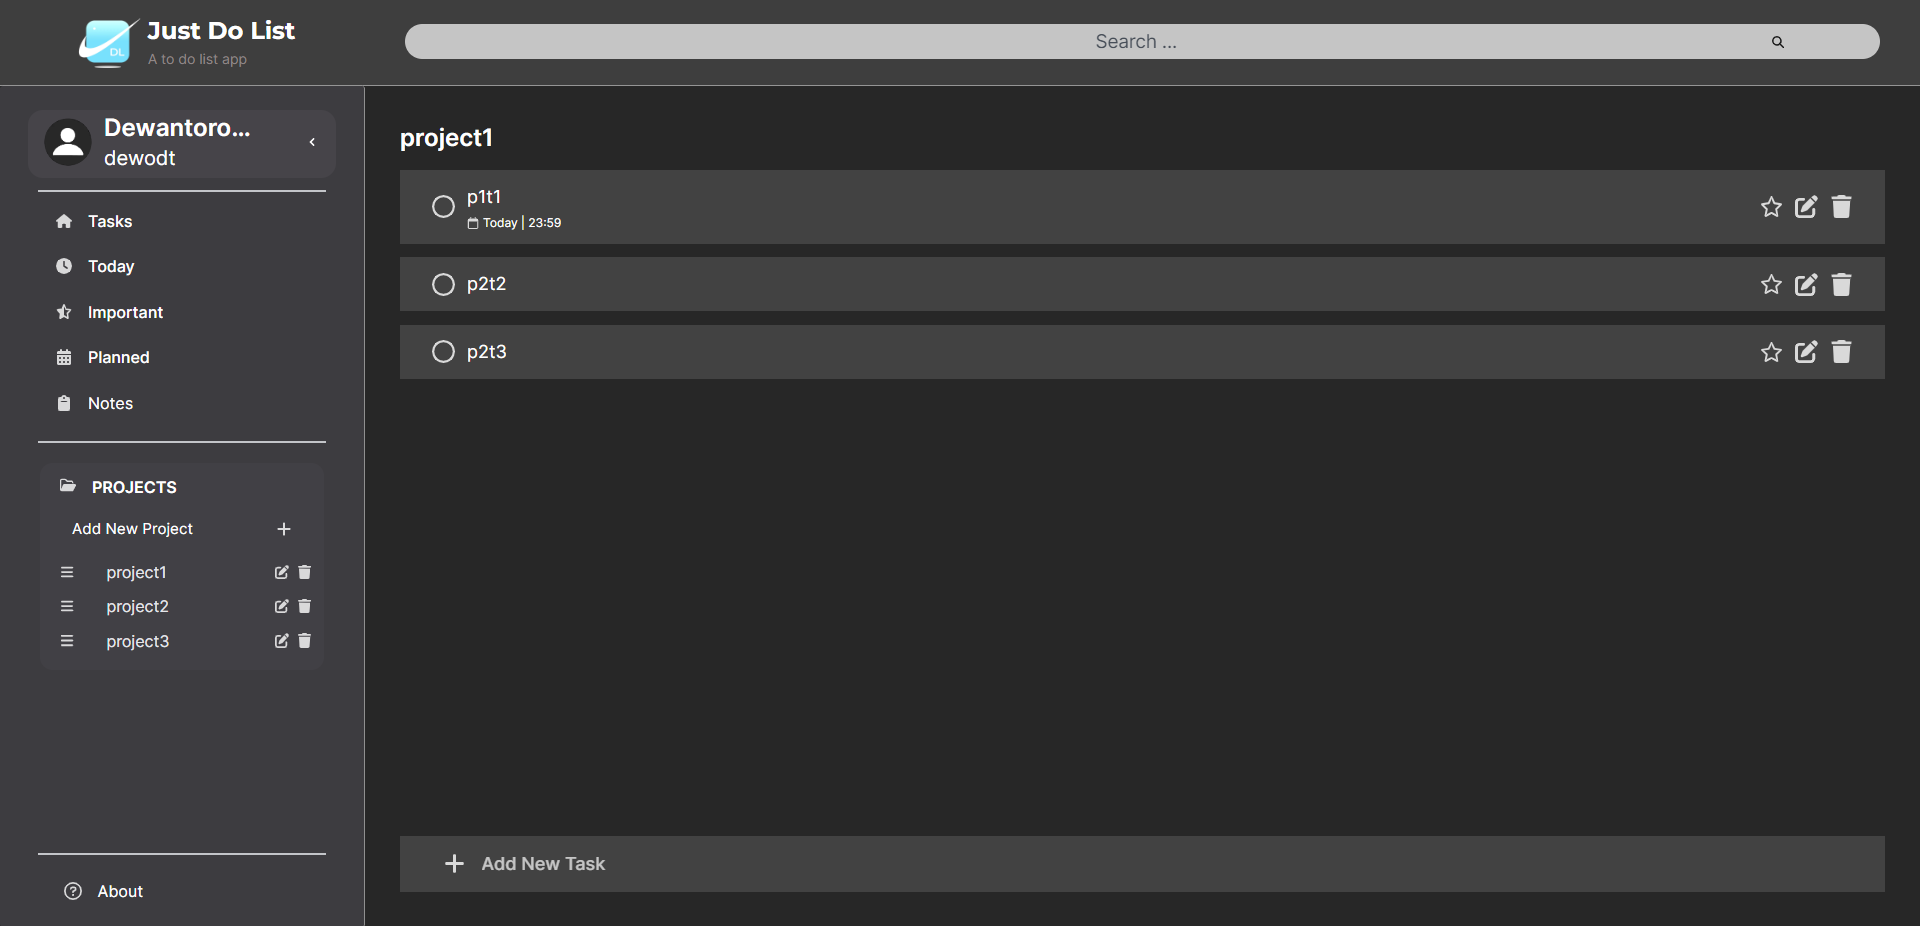 Just Do List
A to do list app
DL
Search ...
Dewantoro...
dewodt
Tasks
Today
Important
Planned
Notes
PROJECTS
Add New Project
project1
project2
project3
About
project1
p1t1
Today | 23:59
p2t2
p2t3
Add New Task